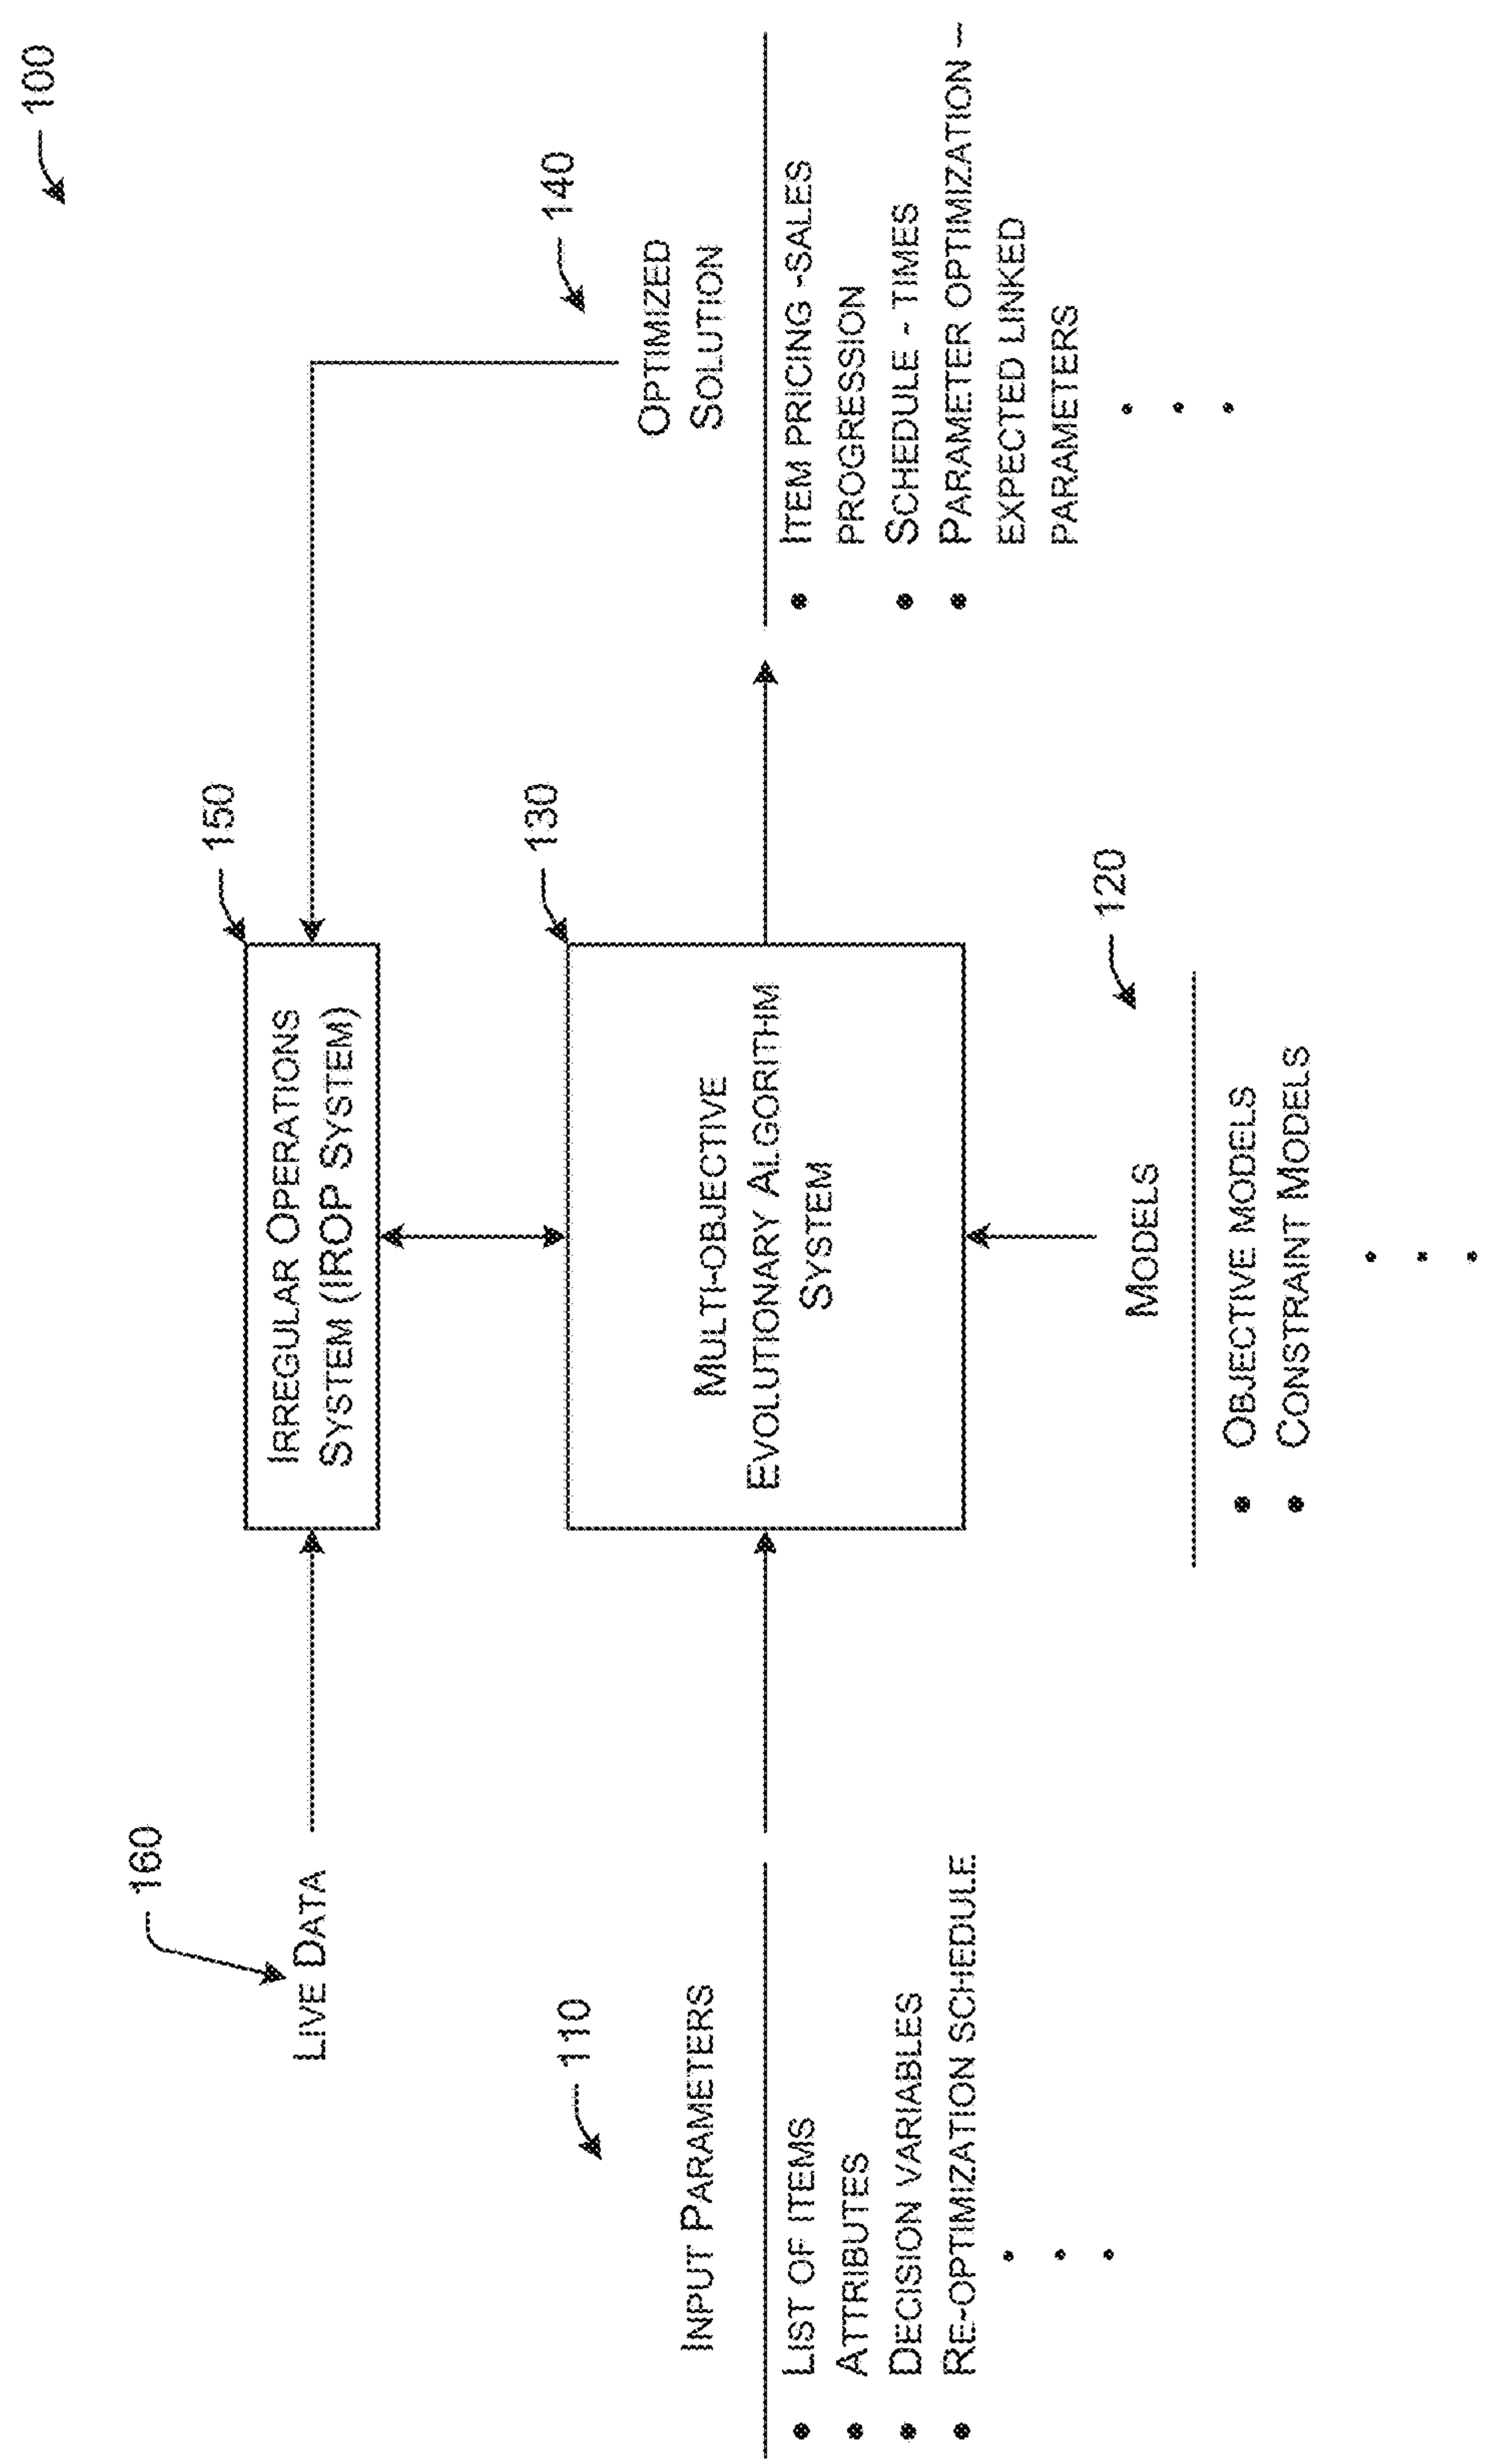 100
160
LIVE DATA
150
IRREGULAR OPERATIONS
SYSTEM (IROP SYSTEM)
110
INPUT PARAMETERS
• LIST OF ITEMS
• ATTRIBUTES
• DECISION VARIABLES
• RE-OPTIMIZATION SCHEDULE
130
MULTI-OBJECTIVE
EVOLUTIONARY ALGORITHM
SYSTEM
140
OPTIMIZED
SOLUTION
• ITEM PRICING -SALES
PROGRESSION
• SCHEDULE - TIMES
• PARAMETER OPTIMIZATION –
EXPECTED LINKED
PARAMETERS
120
MODELS
• OBJECTIVE MODELS
• CONSTRAINT MODELS